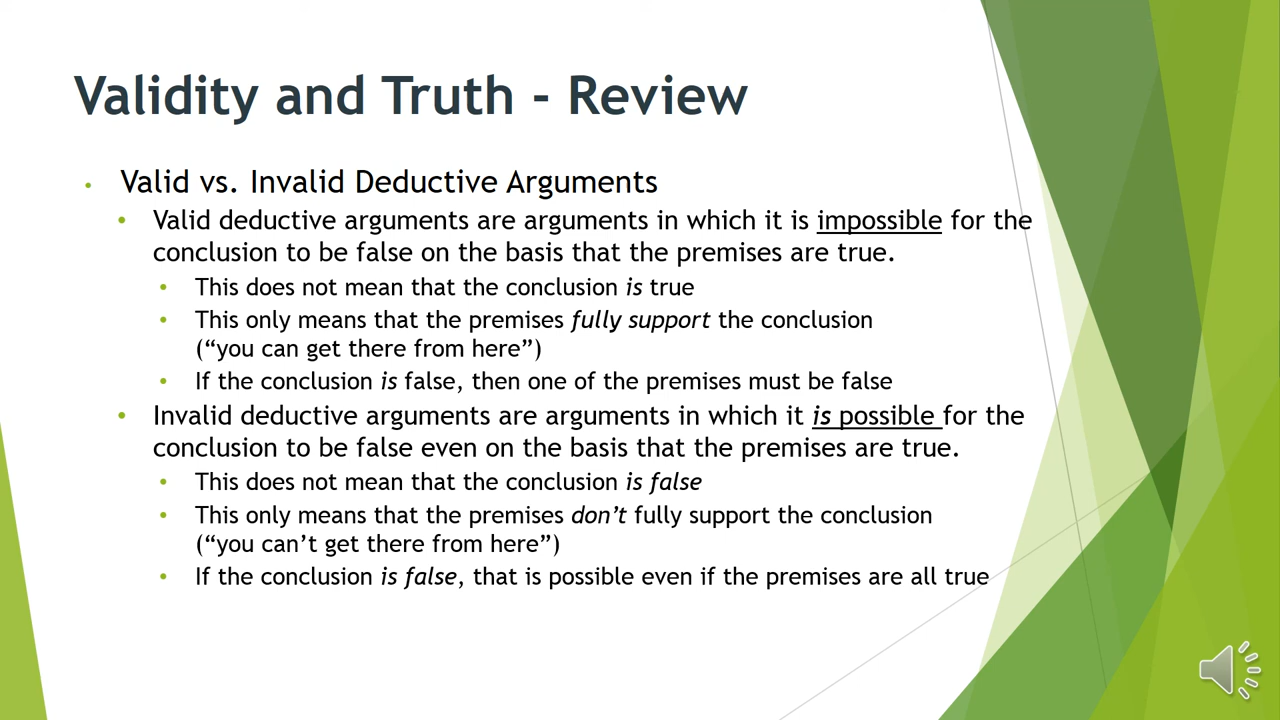 Validity and Truth - Review
• Valid vs. Invalid Deductive Arguments
• Valid deductive arguments are arguments in which it is impossible for the
conclusion to be false on the basis that the premises are true.
• This does not mean that the conclusion is true
• This only means that the premises fully support the conclusion
(“you can get there from here”)
• If the conclusion is false, then one of the premises must be false
• Invalid deductive arguments are arguments in which it is possible for the
conclusion to be false even on the basis that the premises are true.
• This does not mean that the conclusion is false
• This only means that the premises don’t fully support the conclusion
(“you can’t get there from here”)
• If the conclusion is false, that is possible even if the premises are all true